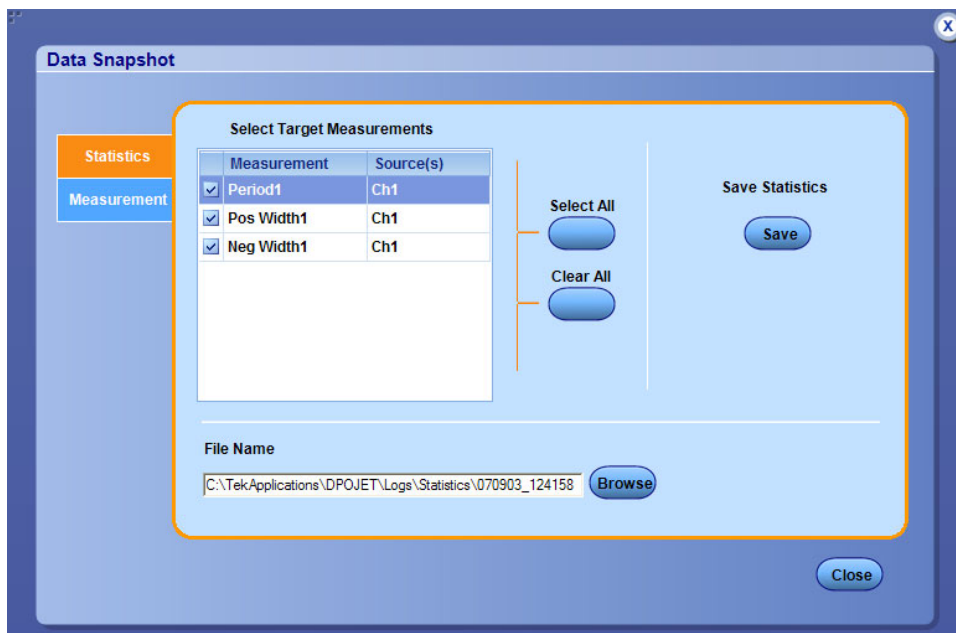 X
Data Snapshot
Statistics
Measurement
Select Target Measurements
Measurement Source(s)
Period1 Ch1
Pos Width1 Ch1
Neg Width1 Ch1
Select All
Clear All
Save Statistics
Save
File Name
C:\TekApplications\DPOJET\Logs\Statistics\070903_124158
Browse
Close